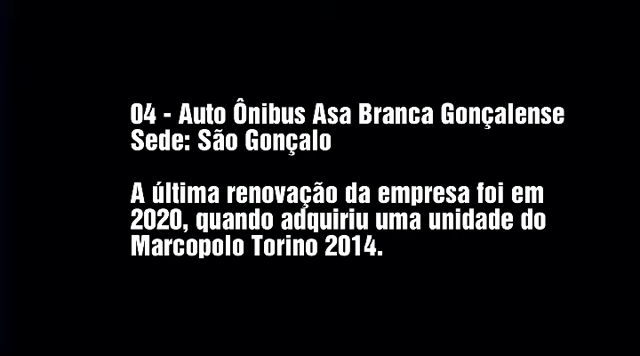 04 - Auto Ônibus Asa Branca Gonçalense
Sede: São Gonçalo
A última renovação da empresa foi em
2020, quando adquiriu uma unidade do
Marcopolo Torino 2014.